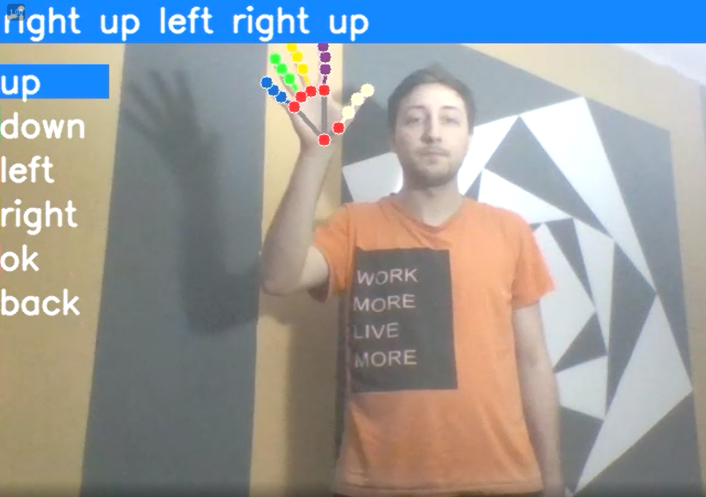 right up left right up
up
down
left
right
ok
back
WORK
MORE
LIVE
MORE